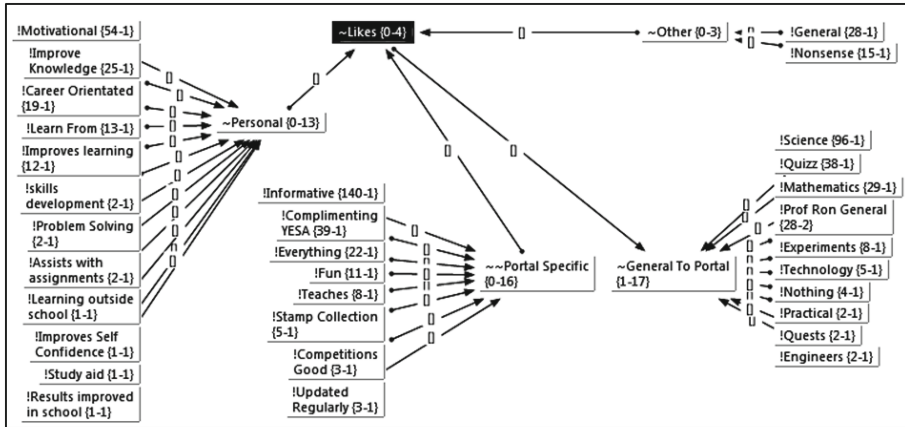 !Motivational {54-1}
!Improve
Knowledge {25-1}
!Career Orientated
{19-1}
!Learn From {13-1}
!Improves learning
{12-1}
!skills
development {2-1}
!Problem Solving
{2-1}
!Assists with
assignments {2-1}
!Learning outside
school {1-1}
!Improves Self
Confidence {1-1}
!Study aid {1-1}
!Results improved
in school {1-1}
~Personal {0-13}
~Likes {0-4}
~Other {0-3}
!General {28-1}
!Nonsense {15-1}
!Informative {140-1}
!Complimenting
YESA {39-1}
!Everything {22-1}
!Fun {11-1}
!Teaches {8-1}
!Stamp Collection
{5-1}
!Competitions
Good {3-1}
!Updated
Regularly {3-1}
~~Portal Specific
{0-16}
~General To Portal
{1-17}
!Science {96-1}
!Quizz {38-1}
!Mathematics {29-1}
!Prof Ron General
{28-2}
!Experiments {8-1}
!Technology {5-1}
!Nothing {4-1}
!Practical {2-1}
!Quests {2-1}
!Engineers {2-1}